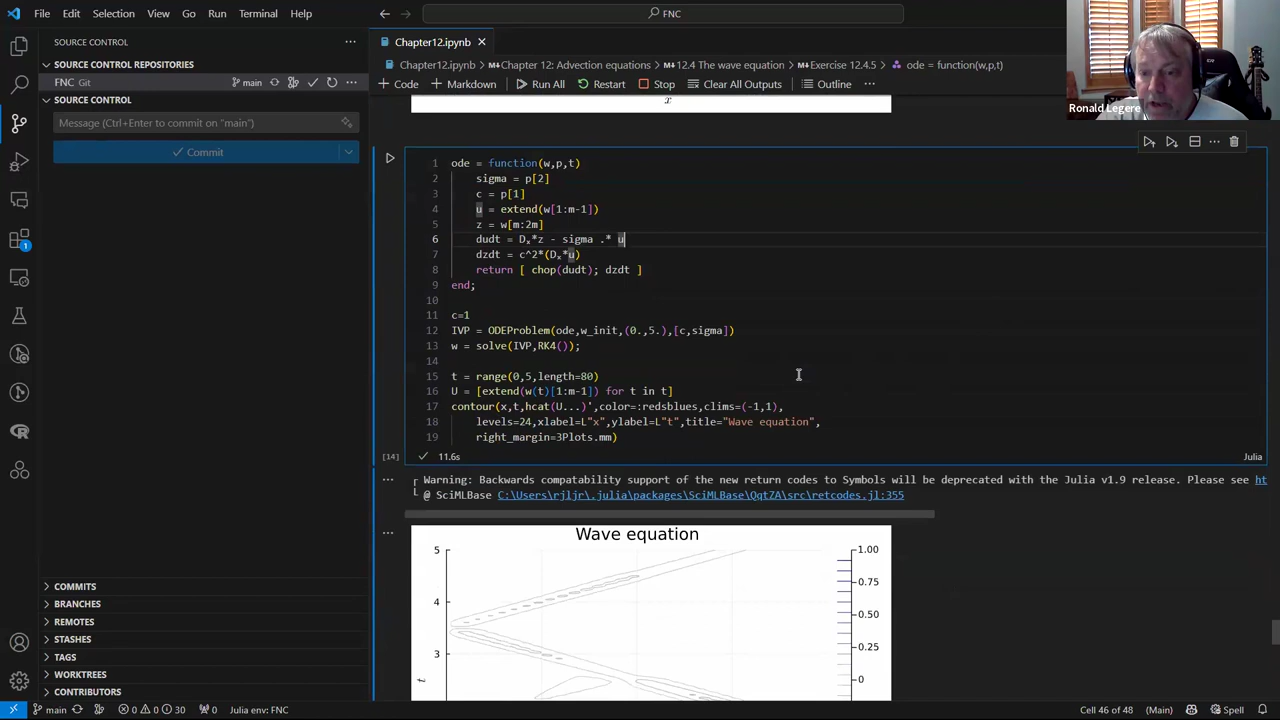 File Edit Selection View Go Run Terminal Help
FNC
SOURCE CONTROL
SOURCE CONTROL REPOSITORIES
FNC Git
main
SOURCE CONTROL
Message (Ctrl+Enter to commit on "main")
Commit
1
COMMITS
BRANCHES
REMOTES
STASHES
TAGS
WORKTREES
CONTRIBUTORS
Chapter12.ipynb
Chapter12.ipynb > Chapter 12: Advection equations > 12.4 The wave equation > Exercise 12.4.5 > ode = function(w,p,t)
+ Code + Markdown Run All Restart Stop Clear All Outputs Outline
x
Ronald Legere
1 ode = function(w,p,t)
2 sigma = p[2]
3 c = p[1]
4 u = extend(w[1:m-1])
5 z = w[m:2m]
6 dudt = Dₓ*z - sigma .* u
7 dzdt = c^2*(Dₓ*u)
8 return [ chop(dudt); dzdt ]
9 end;
10
11 c=1
12 IVP = ODEProblem(ode,w_init,(0.,5.),[c,sigma])
13 w = solve(IVP,RK4());
14
15 t = range(0,5,length=80)
16 U = [extend(w(t)[1:m-1]) for t in t]
17 contour(x,t,hcat(U...)',color=:redsblues,clims=(-1,1),
18 levels=24,xlabel=L"x",ylabel=L"t",title="Wave equation",
19 right_margin=3Plots.mm)
[14] 11.6s Julia
┌ Warning: Backwards compatability support of the new return codes to Symbols will be deprecated with the Julia v1.9 release. Please see ht
└ @ SciMLBase C:\Users\rjljr\.julia\packages\SciMLBase\QqtZA\src\retcodes.jl:355
Wave equation
5
4
3
t
1.00
0.75
0.50
0.25
0
main 0 0 30 0 Julia env: FNC Cell 46 of 48 (Main) Spell